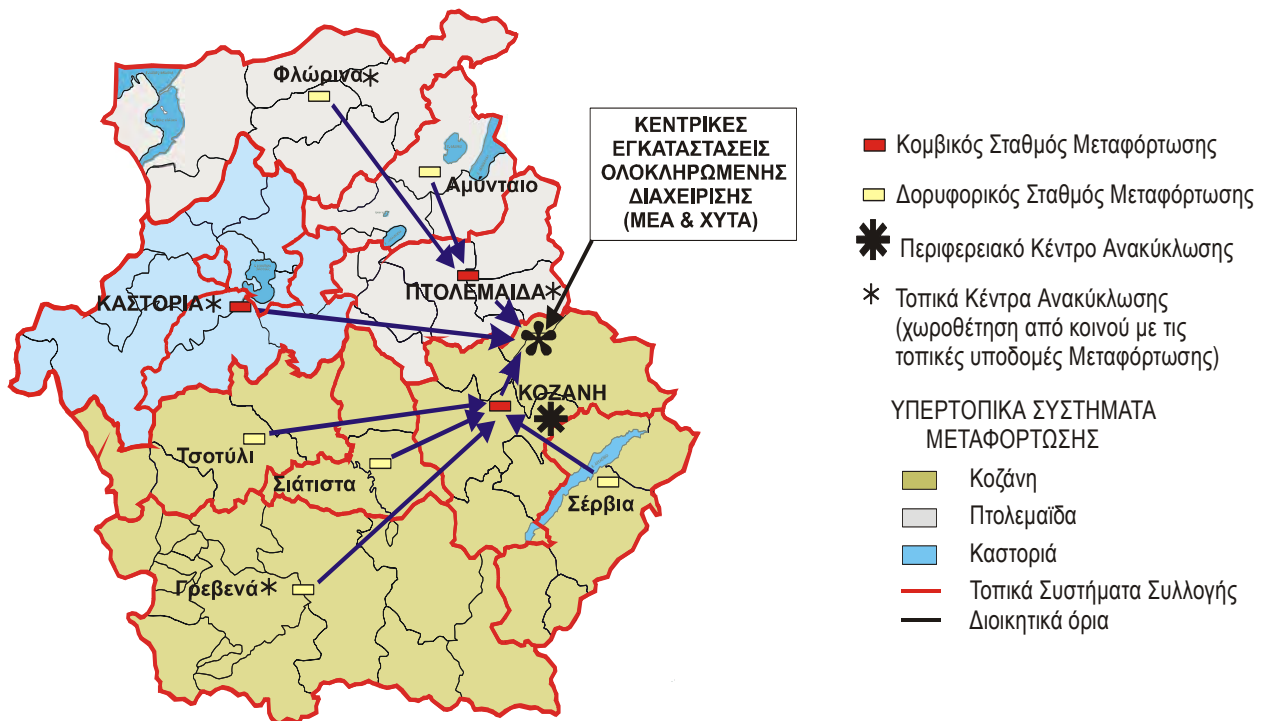 Φλώρινα*
ΚΕΝΤΡΙΚΕΣ
ΕΓΚΑΤΑΣΤΑΣΕΙΣ
ΟΛΟΚΛΗΡΩΜΕΝΗΣ
ΔΙΑΧΕΙΡΙΣΗΣ
(ΜΕΑ & ΧΥΤΑ)
Αμύνταιο
ΠΤΟΛΕΜΑΙΔΑ*
ΚΑΣΤΟΡΙΑ*
ΚΟΖΑΝΗ
Τσοτύλι
Σιάτιστα
Σέρβια
Γρεβενά*
Κομβικός Σταθμός Μεταφόρτωσης
Δορυφορικός Σταθμός Μεταφόρτωσης
Περιφερειακό Κέντρο Ανακύκλωσης
* Τοπικά Κέντρα Ανακύκλωσης
(χωροθέτηση από κοινού με τις
τοπικές υποδομές Μεταφόρτωσης)
ΥΠΕΡΤΟΠΙΚΑ ΣΥΣΤΗΜΑΤΑ
ΜΕΤΑΦΟΡΤΩΣΗΣ
Κοζάνη
Πτολεμαϊδα
Καστοριά
Τοπικά Συστήματα Συλλογής
Διοικητικά όρια